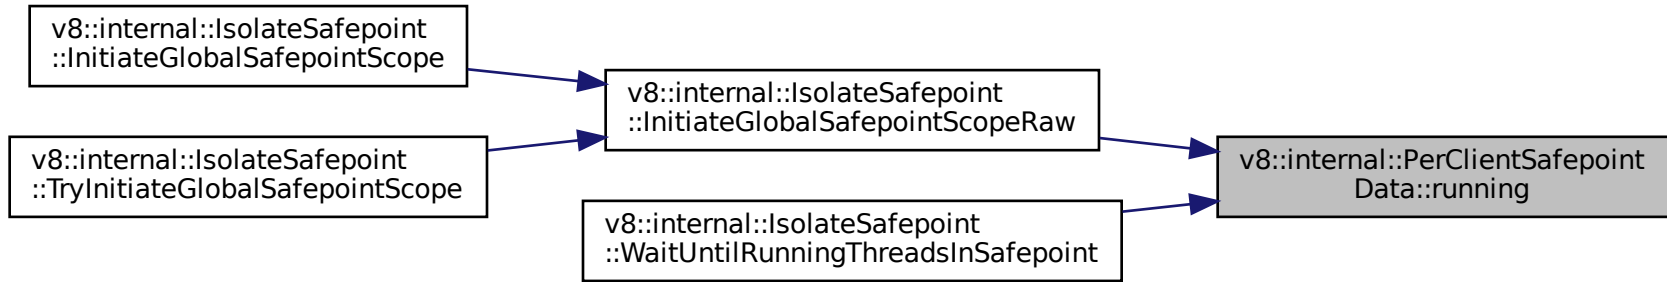 v8::internal::IsolateSafepoint
::InitiateGlobalSafepointScope
v8::internal::IsolateSafepoint
::TryInitiateGlobalSafepointScope
v8::internal::IsolateSafepoint
::InitiateGlobalSafepointScopeRaw
v8::internal::IsolateSafepoint
::WaitUntilRunningThreadsInSafepoint
v8::internal::PerClientSafepoint
Data::running